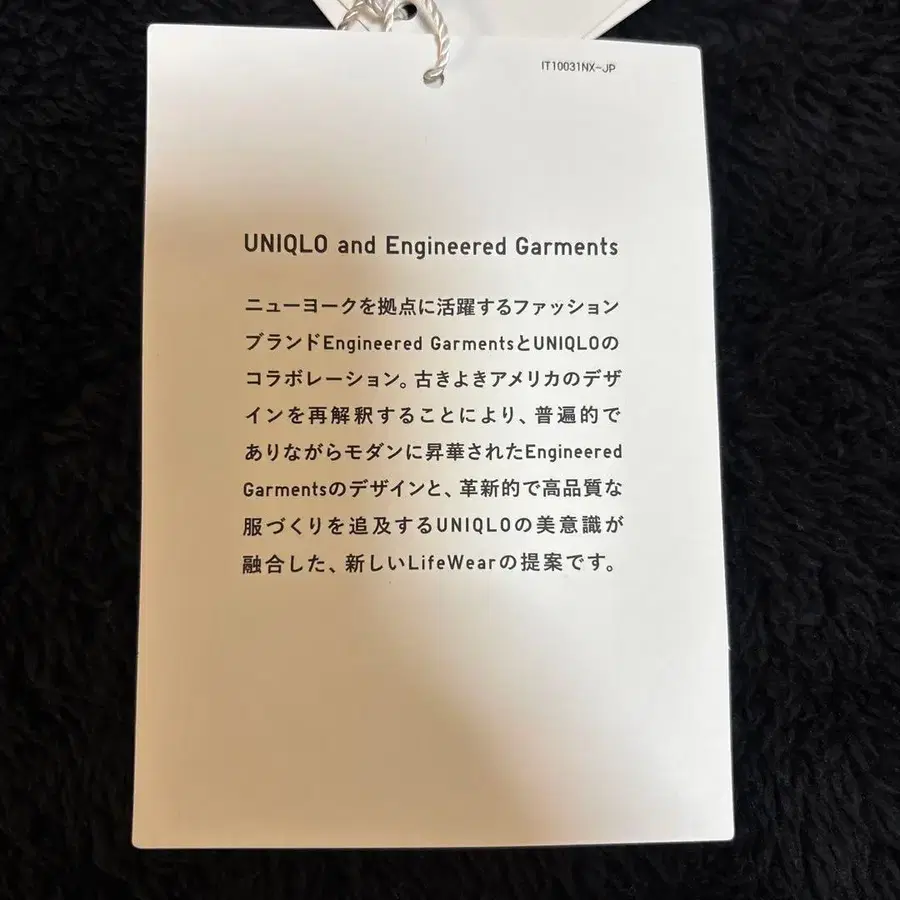 IT10031NX-JP
UNIQLO and Engineered Garments
ニューヨークを拠点に活躍するファッション
ブランドEngineered GarmentsとUNIQLOの
コラボレーション。古きよきアメリカのデザ
インを再解釈することにより、普遍的で
ありながらモダンに昇華されたEngineered
Garmentsのデザインと、革新的で高品質な
服づくりを追及するUNIQLOの美意識が
融合した、新しいLifeWearの提案です。